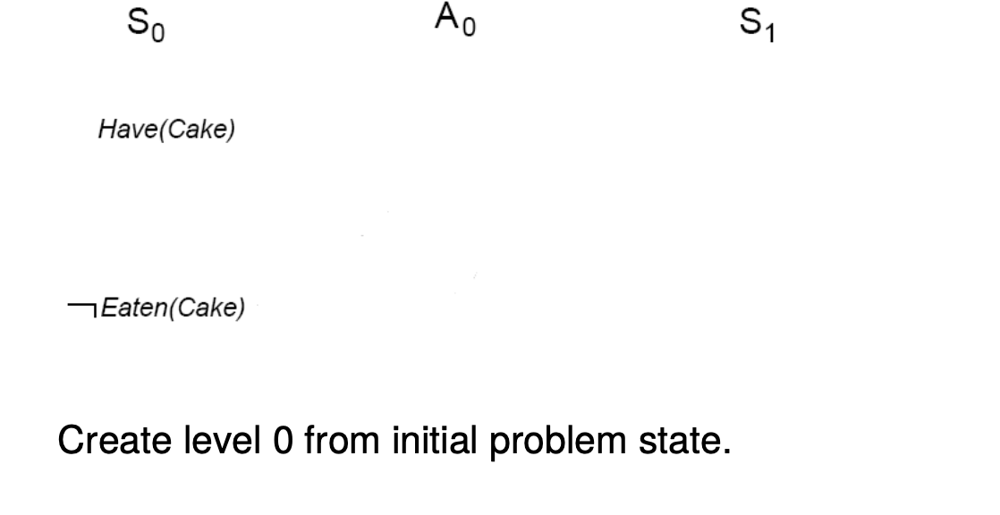 S₀ A₀ S₁
Have(Cake)
¬Eaten(Cake)
Create level 0 from initial problem state.